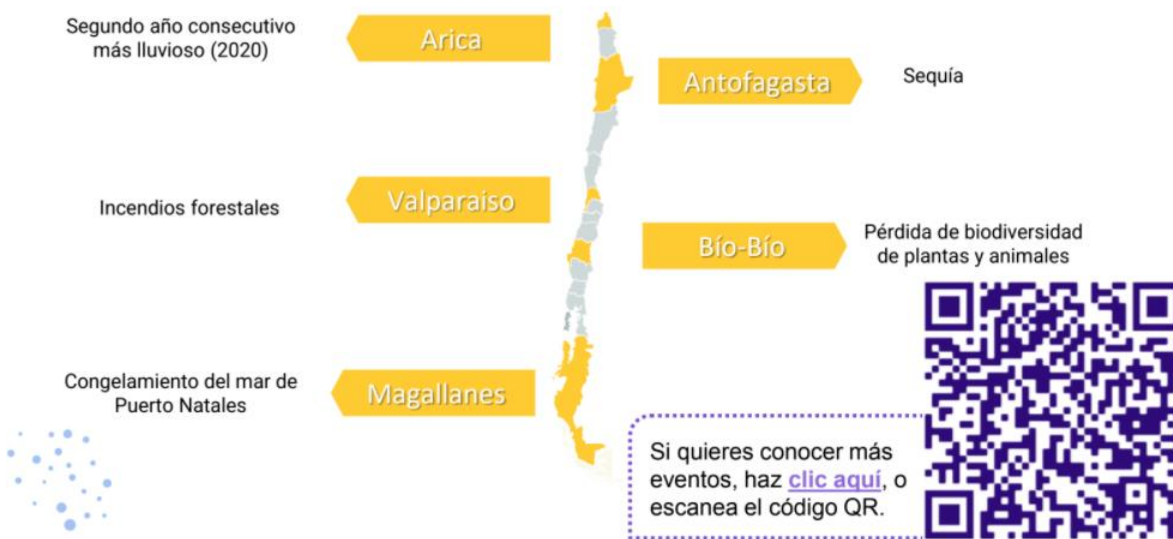 Segundo año consecutivo
más lluvioso (2020)
Arica
Antofagasta
Sequía
Incendios forestales
Valparaiso
Bío-Bío
Pérdida de biodiversidad
de plantas y animales
Congelamiento del mar de
Puerto Natales
Magallanes
Si quieres conocer más
eventos, haz clic aquí, o
escanea el código QR.